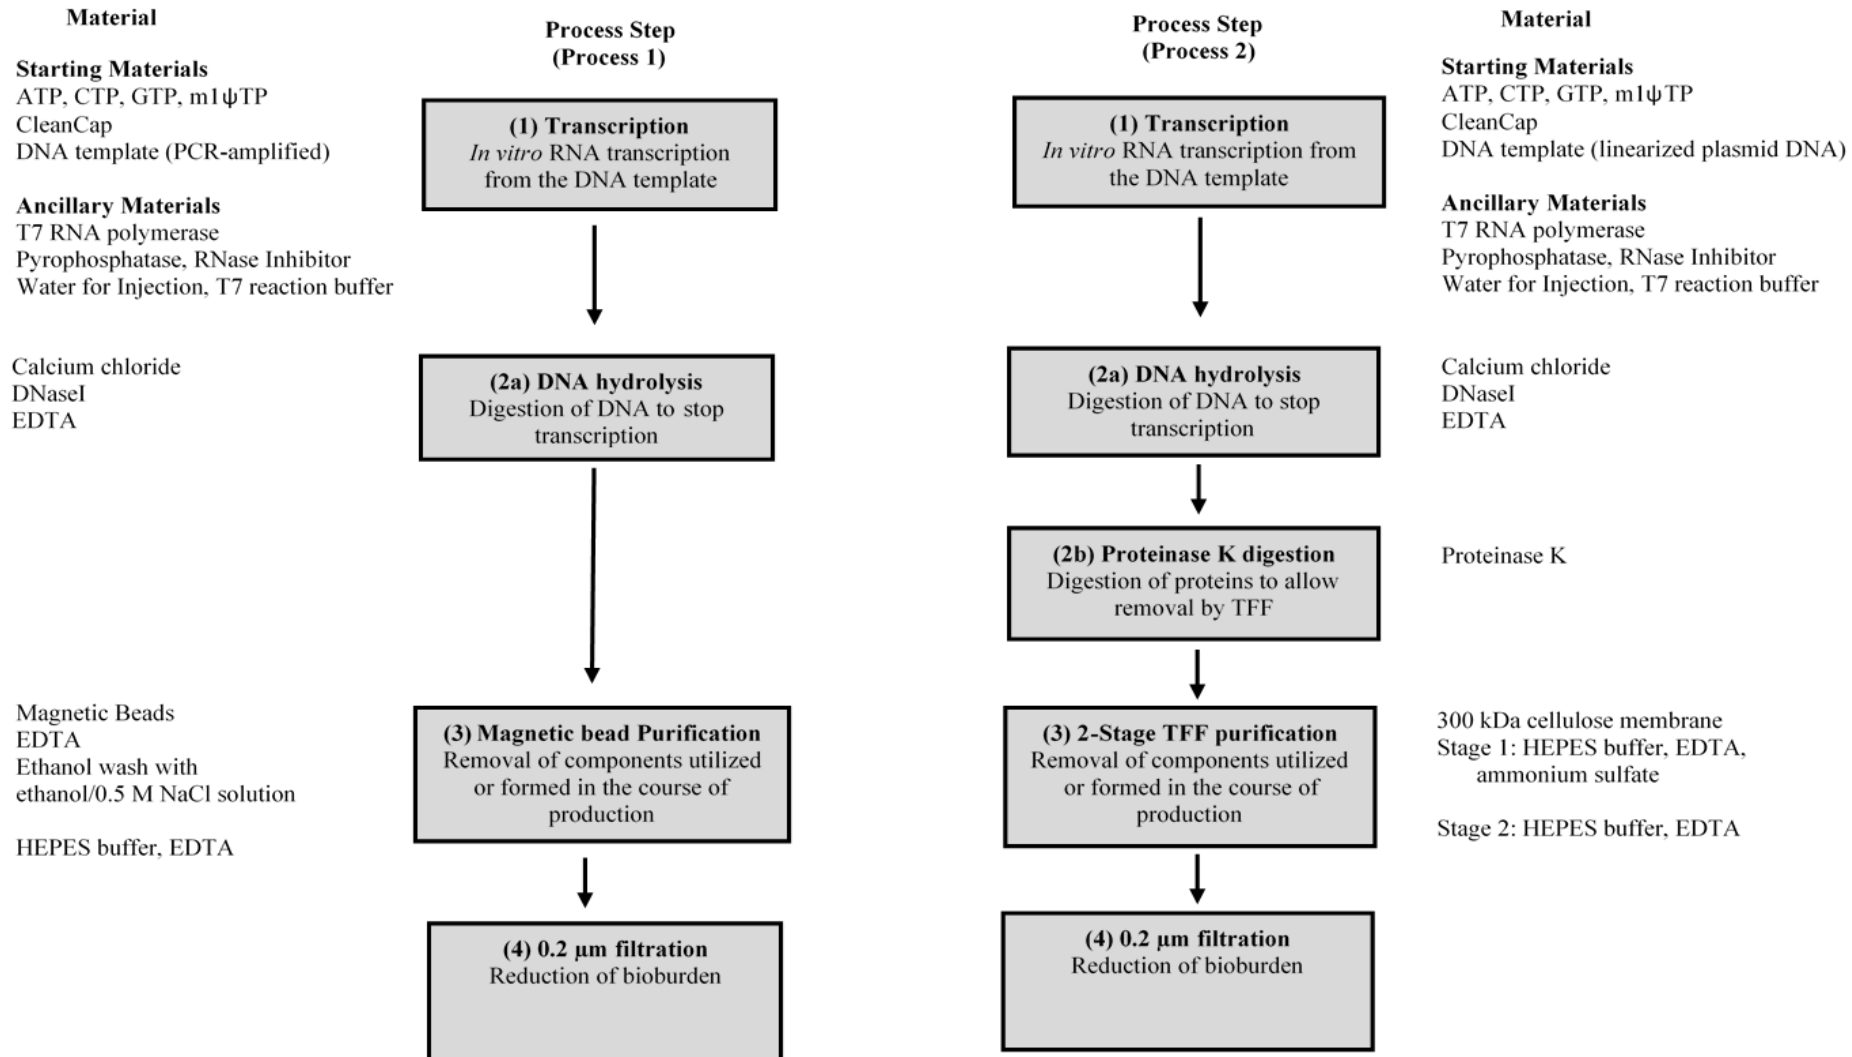 Material
Process Step
(Process 1)
Starting Materials
ATP, CTP, GTP, m1ψTP
CleanCap
DNA template (PCR-amplified)
Ancillary Materials
T7 RNA polymerase
Pyrophosphatase, RNase Inhibitor
Water for Injection, T7 reaction buffer
(1) Transcription
In vitro RNA transcription
from the DNA template
Calcium chloride
DNaseI
EDTA
(2a) DNA hydrolysis
Digestion of DNA to stop
transcription
Magnetic Beads
EDTA
Ethanol wash with
ethanol/0.5 M NaCl solution
HEPES buffer, EDTA
(3) Magnetic bead Purification
Removal of components utilized
or formed in the course of
production
(4) 0.2 µm filtration
Reduction of bioburden
Process Step
(Process 2)
Material
(1) Transcription
In vitro RNA transcription from
the DNA template
Starting Materials
ATP, CTP, GTP, m1ψTP
CleanCap
DNA template (linearized plasmid DNA)
Ancillary Materials
T7 RNA polymerase
Pyrophosphatase, RNase Inhibitor
Water for Injection, T7 reaction buffer
(2a) DNA hydrolysis
Digestion of DNA to stop
transcription
Calcium chloride
DNaseI
EDTA
(2b) Proteinase K digestion
Digestion of proteins to allow
removal by TFF
Proteinase K
(3) 2-Stage TFF purification
Removal of components utilized
or formed in the course of
production
300 kDa cellulose membrane
Stage 1: HEPES buffer, EDTA,
ammonium sulfate
Stage 2: HEPES buffer, EDTA
(4) 0.2 µm filtration
Reduction of bioburden